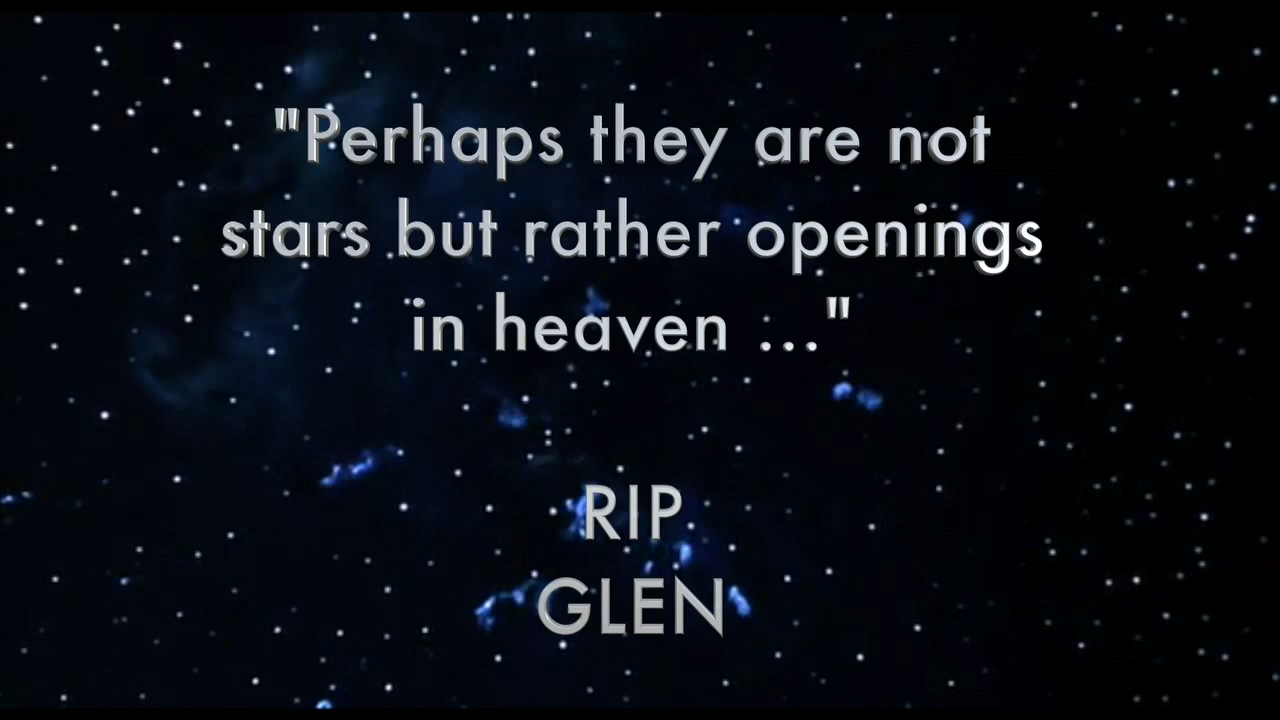 "Perhaps they are not
stars but rather openings
in heaven ..."
RIP
GLEN